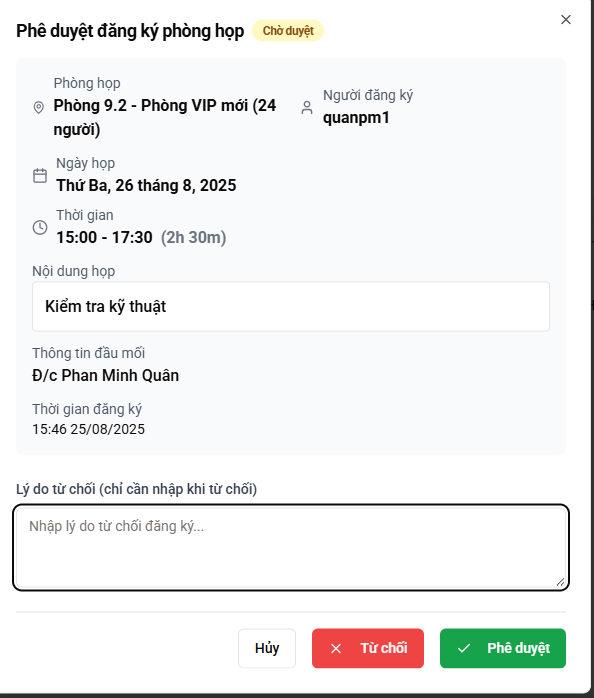 Phê duyệt đăng ký phòng họp Chờ duyệt
Phòng họp
Phòng 9.2 - Phòng VIP mới (24
người)
Người đăng ký
quanpm1
Ngày họp
Thứ Ba, 26 tháng 8, 2025
Thời gian
15:00 - 17:30 (2h 30m)
Nội dung họp
Kiểm tra kỹ thuật
Thông tin đầu mối
Đ/c Phan Minh Quân
Thời gian đăng ký
15:46 25/08/2025
Lý do từ chối (chỉ cần nhập khi từ chối)
Nhập lý do từ chối đăng ký...
Hủy Từ chối Phê duyệt